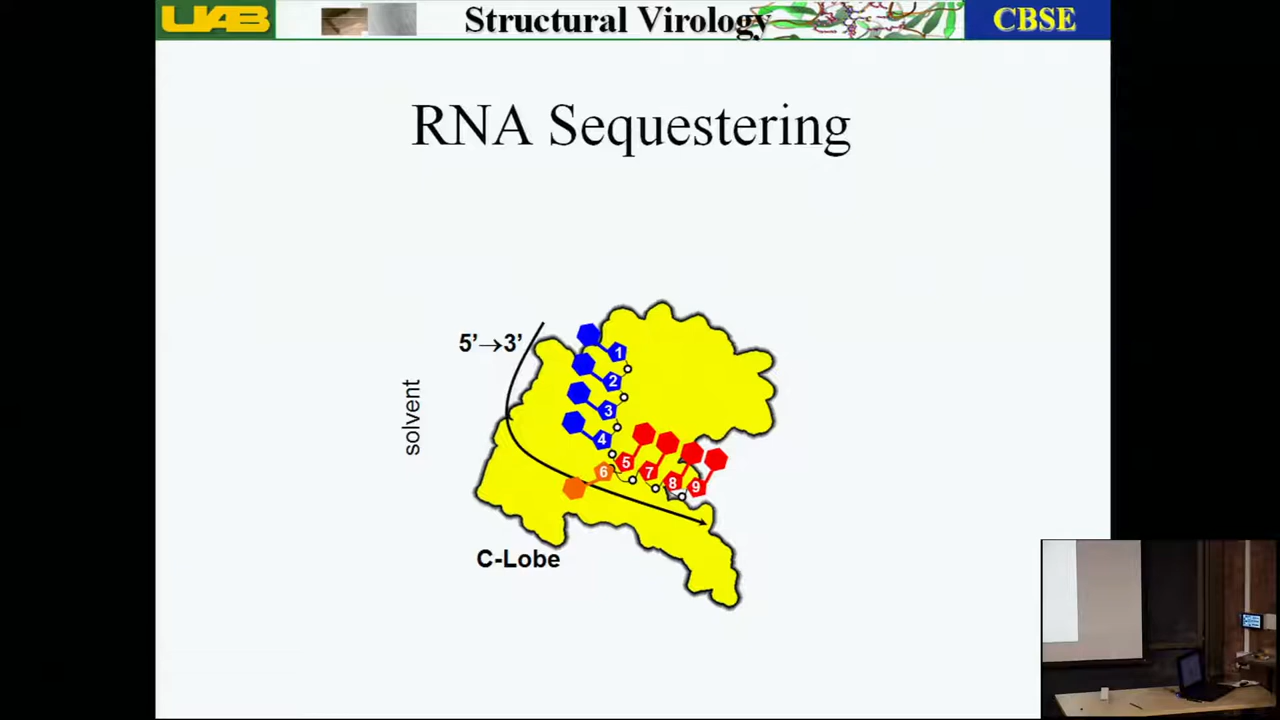 UAB
Structural Virology
CBSE
RNA Sequestering
5’→3’
solvent
1
2
3
4
5
6
7
8
9
C-Lobe